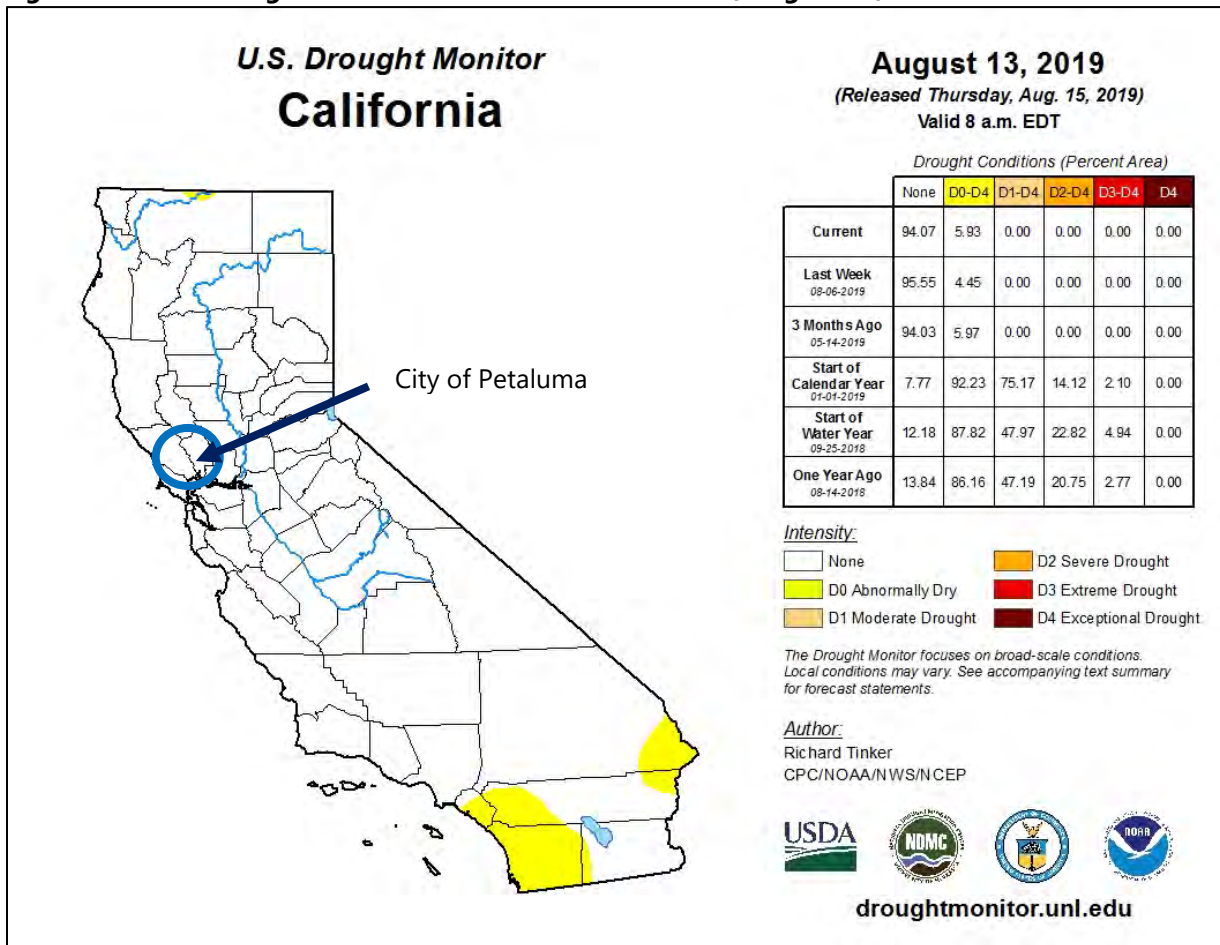 U.S. Drought Monitor
California
August 13, 2019
(Released Thursday, Aug. 15, 2019)
Valid 8 a.m. EDT
Drought Conditions (Percent Area)
None D0-D4 D1-D4 D2-D4 D3-D4 D4
Current 94.07 5.93 0.00 0.00 0.00 0.00
Last Week
08-06-2019 95.55 4.45 0.00 0.00 0.00 0.00
3 Months Ago
05-14-2019 94.03 5.97 0.00 0.00 0.00 0.00
Start of
Calendar Year
01-01-2019 7.77 92.23 75.17 14.12 2.10 0.00
Start of
Water Year
09-25-2018 12.18 87.82 47.97 22.82 4.94 0.00
One Year Ago
08-14-2018 13.84 86.16 47.19 20.75 2.77 0.00
City of Petaluma
Intensity:
None
D0 Abnormally Dry
D1 Moderate Drought
D2 Severe Drought
D3 Extreme Drought
D4 Exceptional Drought
The Drought Monitor focuses on broad-scale conditions.
Local conditions may vary. See accompanying text summary
for forecast statements.
Author:
Richard Tinker
CPC/NOAA/NWS/NCEP
USDA
NDMC
NOAA
droughtmonitor.unl.edu